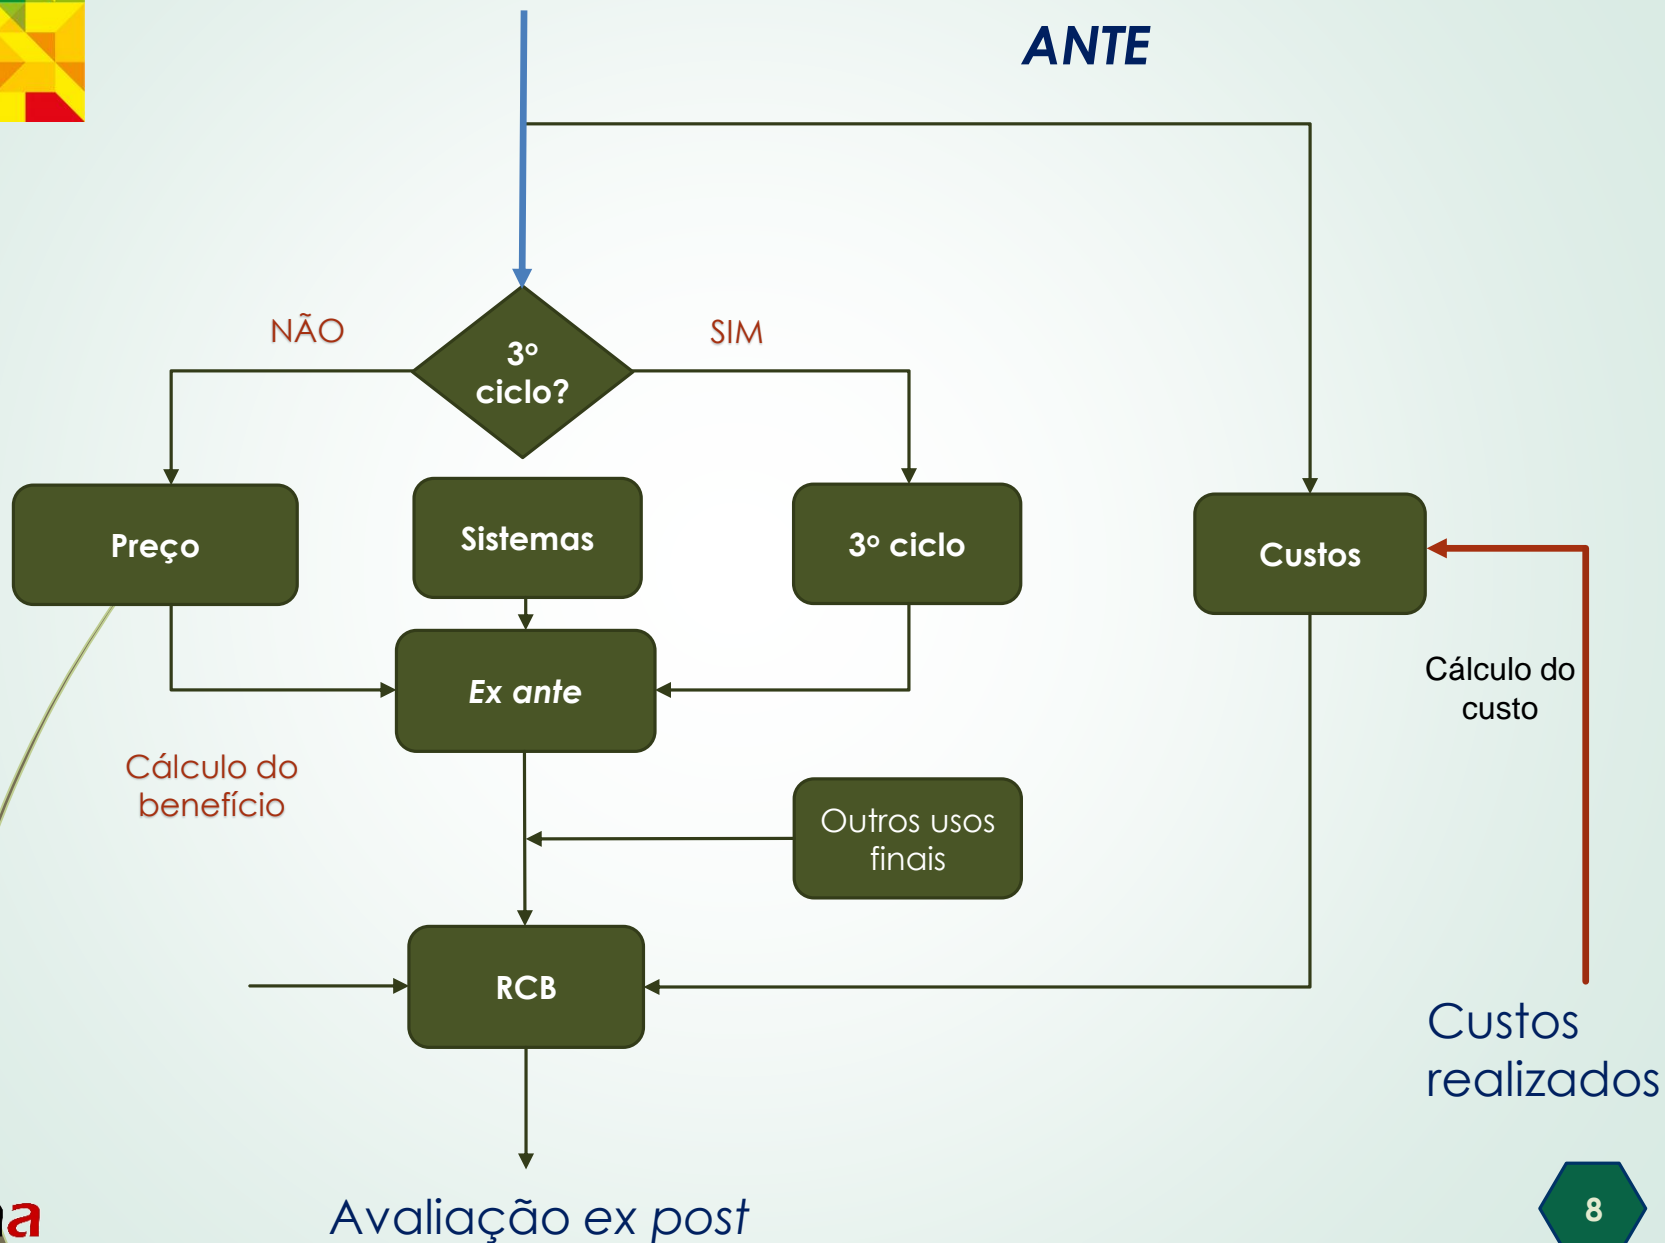 ANTE
NÃO
SIM
3º
ciclo?
Preço
Sistemas
3º ciclo
Custos
Ex ante
Cálculo do
custo
Cálculo do
benefício
Outros usos
finais
RCB
Custos
realizados
Avaliação ex post
8